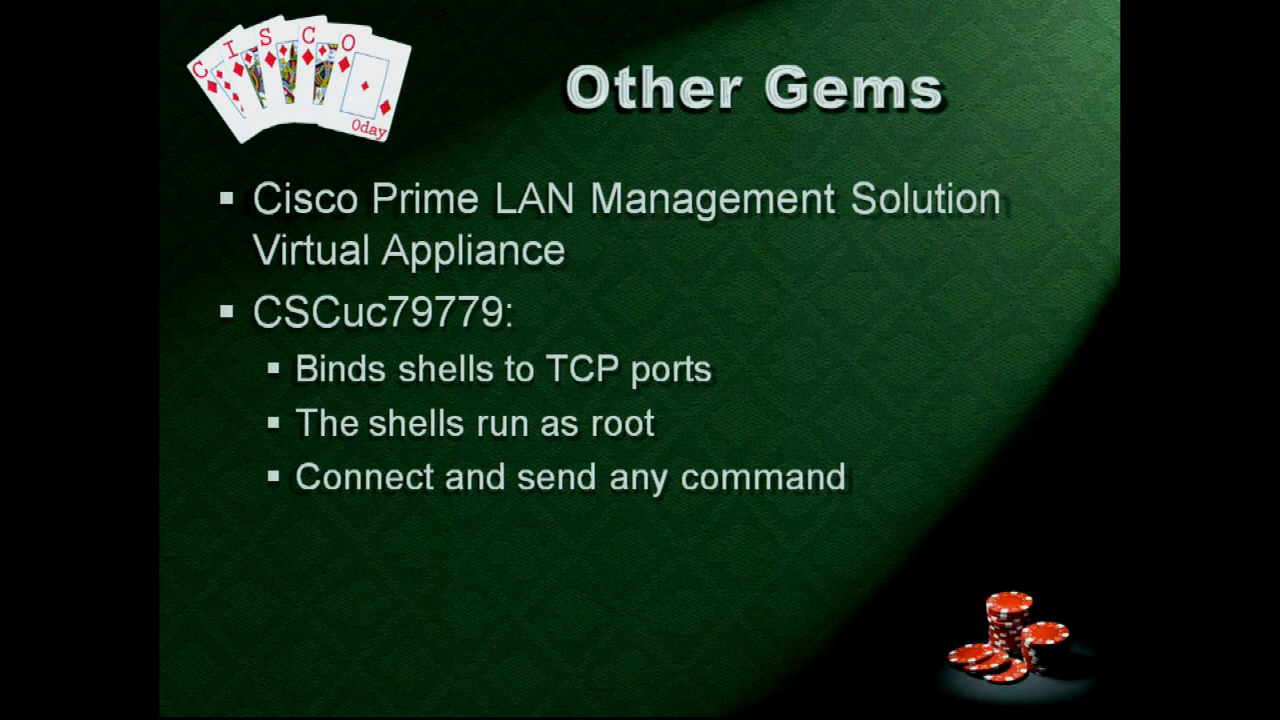 C I S C O
0day
Other Gems
Cisco Prime LAN Management Solution
Virtual Appliance
CSCuc79779:
Binds shells to TCP ports
The shells run as root
Connect and send any command